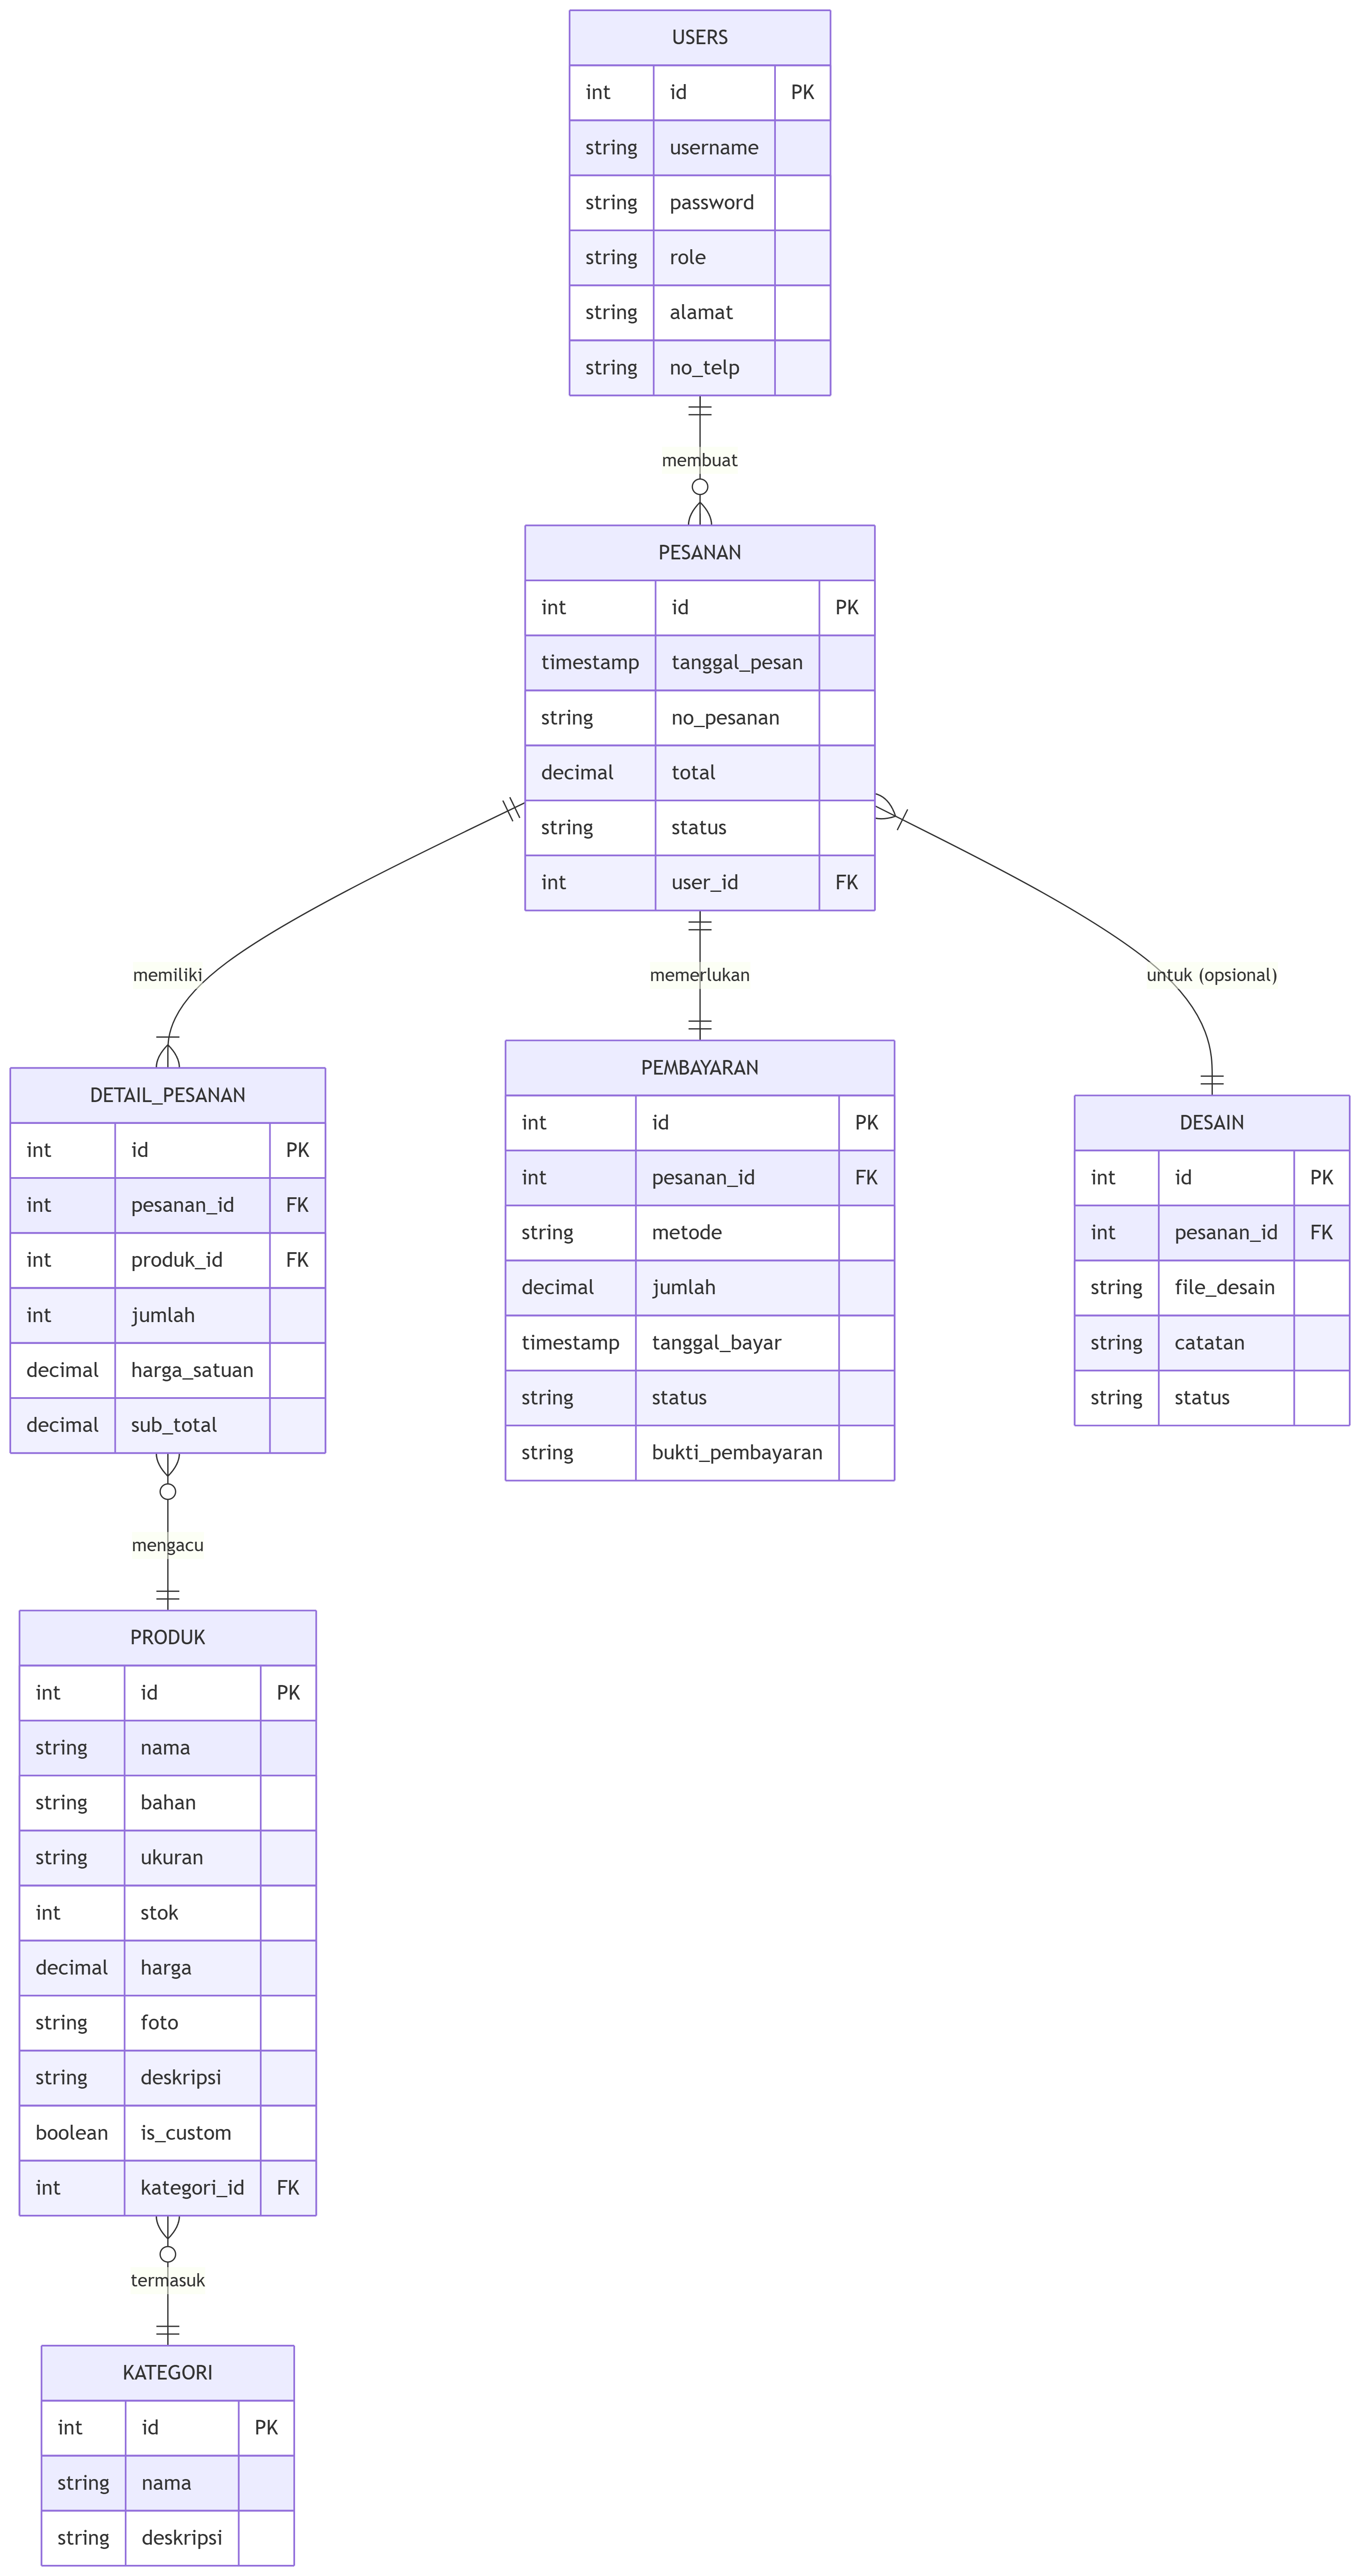 USERS
int id PK
string username
string password
string role
string alamat
string no_telp
membuat
PESANAN
int id PK
timestamp tanggal_pesan
string no_pesanan
decimal total
string status
int user_id FK
memiliki
memerlukan
untuk (opsional)
DETAIL_PESANAN
int id PK
int pesanan_id FK
int produk_id FK
int jumlah
decimal harga_satuan
decimal sub_total
PEMBAYARAN
int id PK
int pesanan_id FK
string metode
decimal jumlah
timestamp tanggal_bayar
string status
string bukti_pembayaran
DESAIN
int id PK
int pesanan_id FK
string file_desain
string catatan
string status
mengacu
PRODUK
int id PK
string nama
string bahan
string ukuran
int stok
decimal harga
string foto
string deskripsi
boolean is_custom
int kategori_id FK
termasuk
KATEGORI
int id PK
string nama
string deskripsi